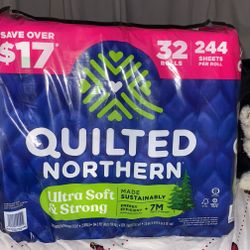 SAVE OVER
$17*
32
ROLLS
244
SHEETS
PER ROLL
QUILTED
NORTHERN
Ultra Soft
& Strong
MADE
SUSTAINABLY
7M